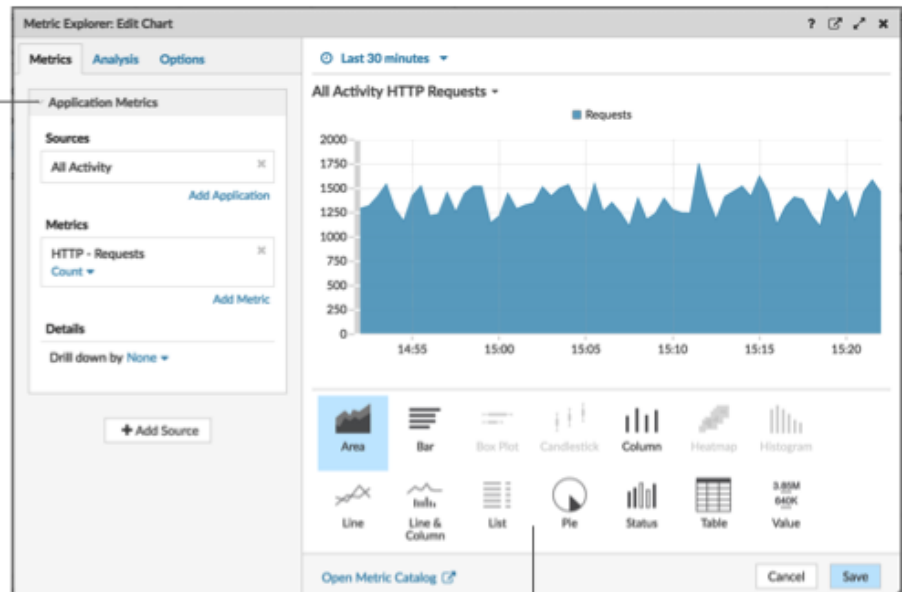 Metric Explorer: Edit Chart
?
Metrics Analysis Options
Application Metrics
Sources
All Activity
Add Application
Metrics
HTTP - Requests
Count
Add Metric
Details
Drill down by None
+ Add Source
Last 30 minutes
All Activity HTTP Requests
Requests
2000
1750
1500
1250
1000
750
500
250
0
14:55 15:00 15:05 15:10 15:15 15:20
Area Bar Box Plot Candlestick Column Heatmap Histogram
3.85M
640K
Line Line & Column List Pie Status Table Value
Open Metric Catalog
Cancel Save